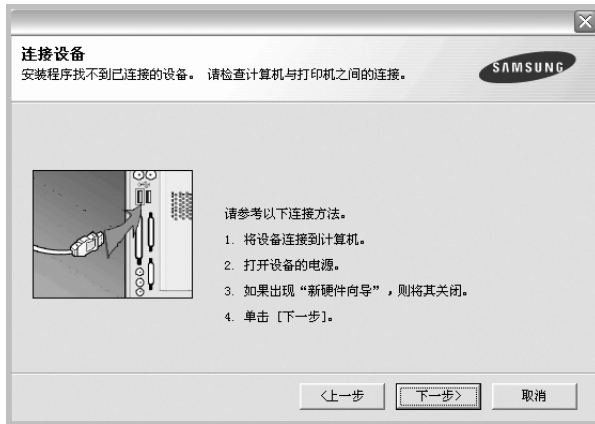 连接设备
安装程序找不到已连接的设备。 请检查计算机与打印机之间的连接。
SAMSUNG
请参考以下连接方法。
1. 将设备连接到计算机。
2. 打开设备的电源。
3. 如果出现“新硬件向导”，则将其关闭。
4. 单击 [下一步]。
<上一步
下一步>
取消